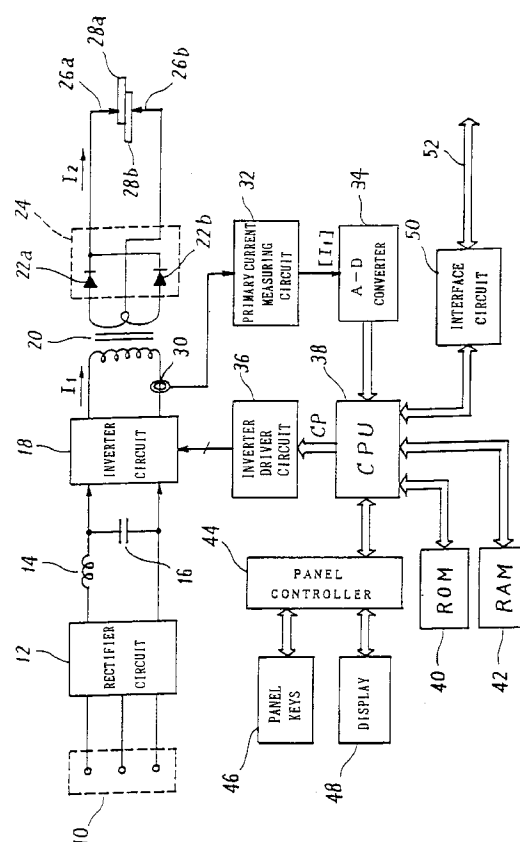 10
12
RECTIFIER
CIRCUIT
14
16
18
INVERTER
CIRCUIT
I1
20
30
22a
24
22b
I2
26a
28a
28b
26b
32
PRIMARY CURRENT
MEASURING
CIRCUIT
[I1]
34
A-D
CONVERTER
36
INVERTER
DRIVER
CIRCUIT
CP
38
CPU
44
PANEL
CONTROLLER
46
PANEL
KEYS
48
DISPLAY
40
ROM
42
RAM
50
INTERFACE
CIRCUIT
52